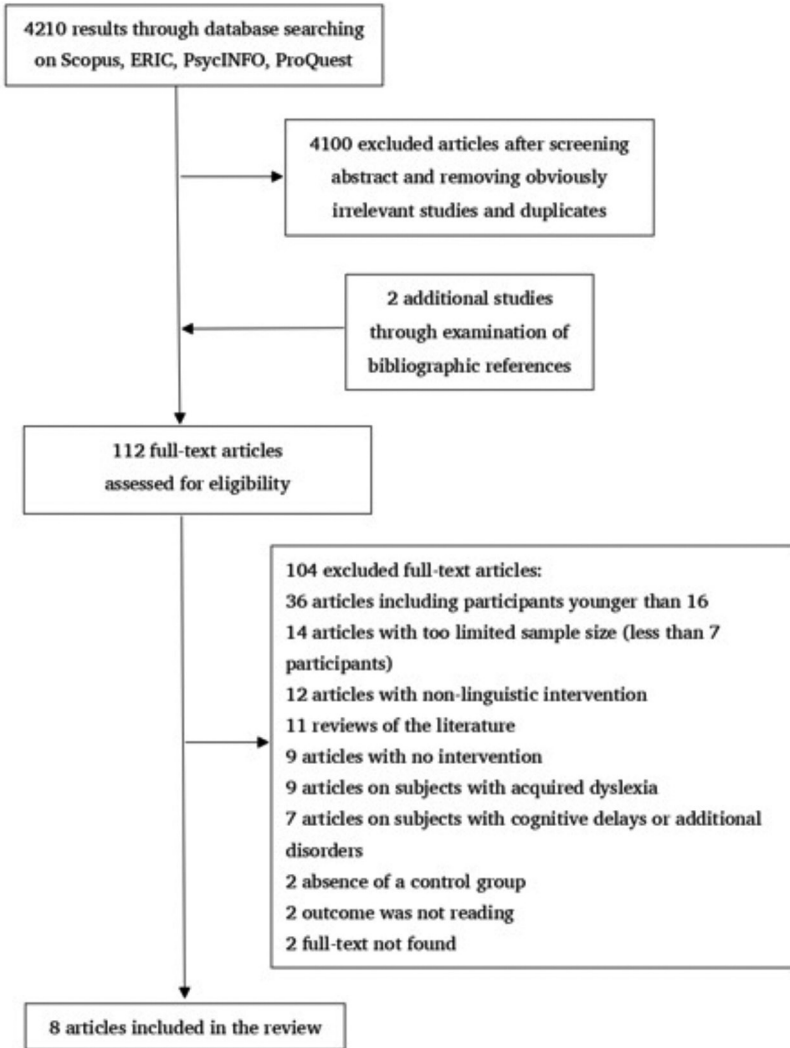 4210 results through database searching
on Scopus, ERIC, PsycINFO, ProQuest
4100 excluded articles after screening
abstract and removing obviously
irrelevant studies and duplicates
2 additional studies
through examination of
bibliographic references
112 full-text articles
assessed for eligibility
104 excluded full-text articles:
36 articles including participants younger than 16
14 articles with too limited sample size (less than 7
participants)
12 articles with non-linguistic intervention
11 reviews of the literature
9 articles with no intervention
9 articles on subjects with acquired dyslexia
7 articles on subjects with cognitive delays or additional
disorders
2 absence of a control group
2 outcome was not reading
2 full-text not found
8 articles included in the review